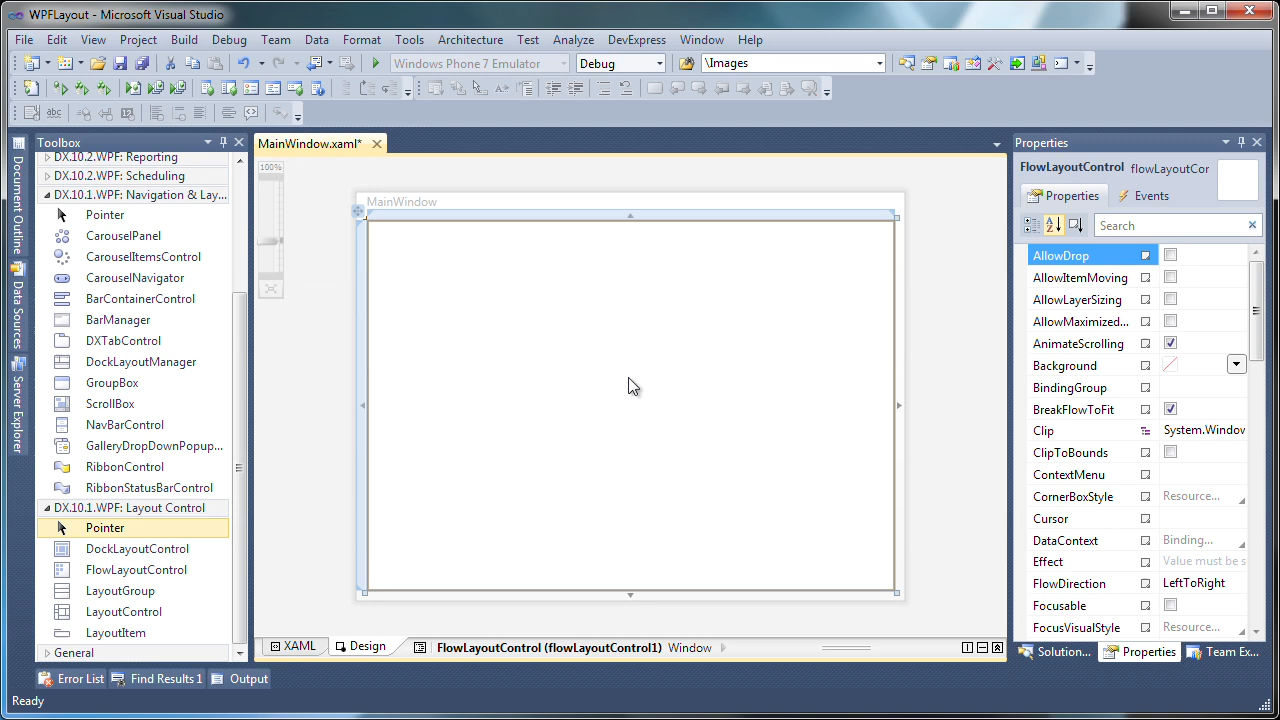 WPFLayout - Microsoft Visual Studio
File Edit View Project Build Debug Team Data Format Tools Architecture Test Analyze DevExpress Window Help
Windows Phone 7 Emulator Debug \Images
abc
Toolbox
DX.10.2.WPF: Reporting
DX.10.2.WPF: Scheduling
DX.10.1.WPF: Navigation & Lay...
Pointer
CarouselPanel
CarouselItemsControl
CarouselNavigator
BarContainerControl
BarManager
DXTabControl
DockLayoutManager
GroupBox
ScrollBox
NavBarControl
GalleryDropDownPopup...
RibbonControl
RibbonStatusBarControl
DX.10.1.WPF: Layout Control
Pointer
DockLayoutControl
FlowLayoutControl
LayoutGroup
LayoutControl
LayoutItem
General
Document Outline
Data Sources
Server Explorer
MainWindow.xaml*
100%
MainWindow
XAML Design FlowLayoutControl (flowLayoutControl1) Window
Properties
FlowLayoutControl flowLayoutCor
Properties Events
Search
AllowDrop
AllowItemMoving
AllowLayerSizing
AllowMaximized...
AnimateScrolling
Background
BindingGroup
BreakFlowToFit
Clip System.Window
ClipToBounds
ContextMenu
CornerBoxStyle Resource...
Cursor
DataContext Binding...
Effect Value must be s
FlowDirection LeftToRight
Focusable
FocusVisualStyle Resource...
Solution... Properties Team Ex...
Error List Find Results 1 Output
Ready